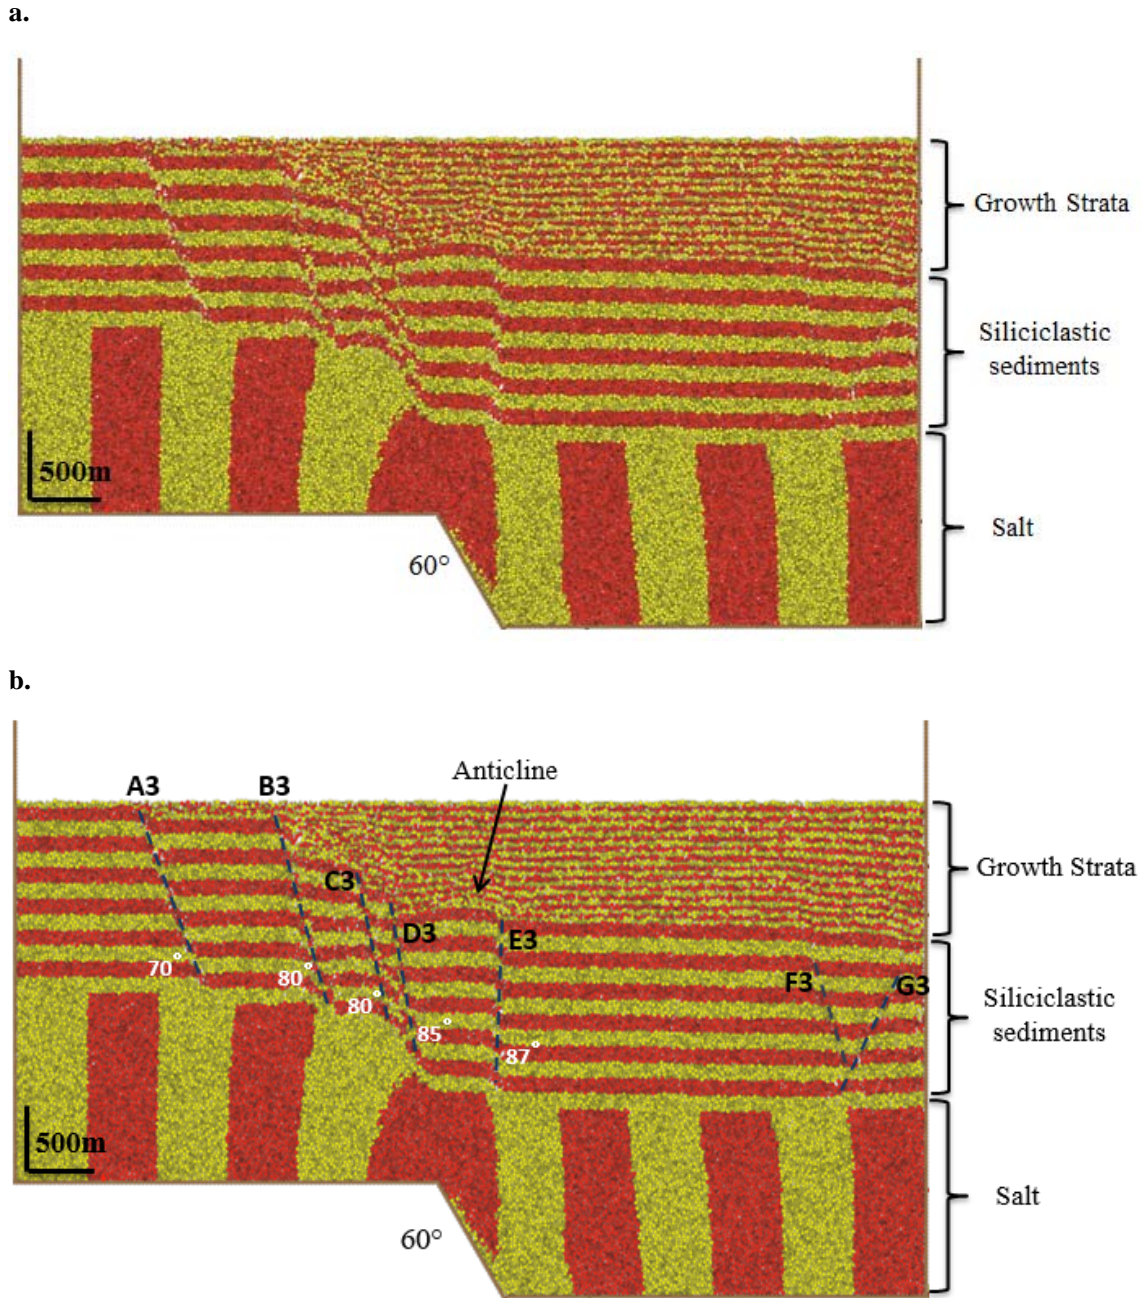 a.
Growth Strata
Siliciclastic
sediments
500m
Salt
60°
b.
Anticline
A3
B3
Growth Strata
C3
D3
E3
70°
80°
F3
G3
80°
Siliciclastic
sediments
85°
87°
500m
Salt
60°